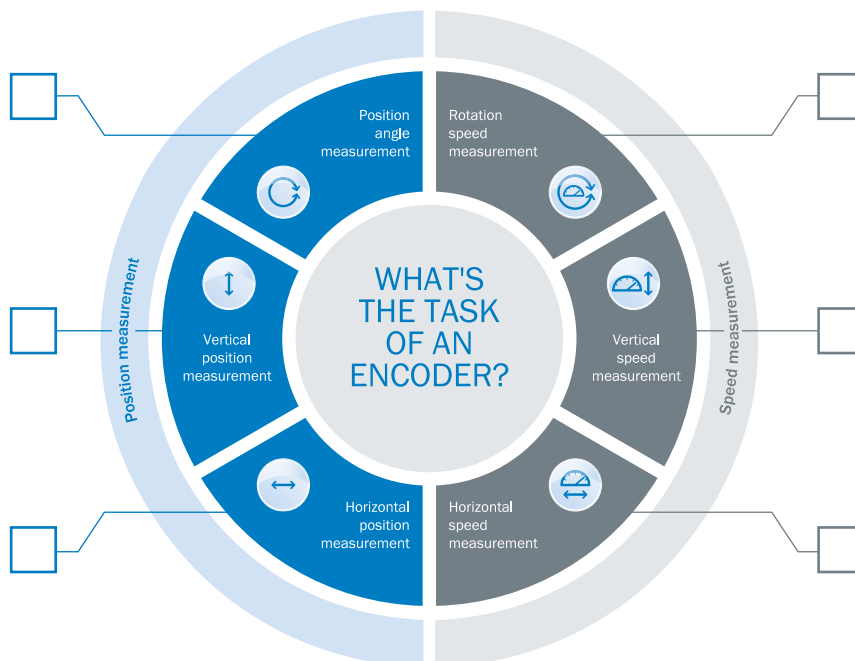 Position
angle
measurement
Rotation
speed
measurement
WHAT'S
THE TASK
OF AN
ENCODER?
Position measurement
Vertical
position
measurement
Vertical
speed
measurement
Speed measurement
Horizontal
position
measurement
Horizontal
speed
measurement